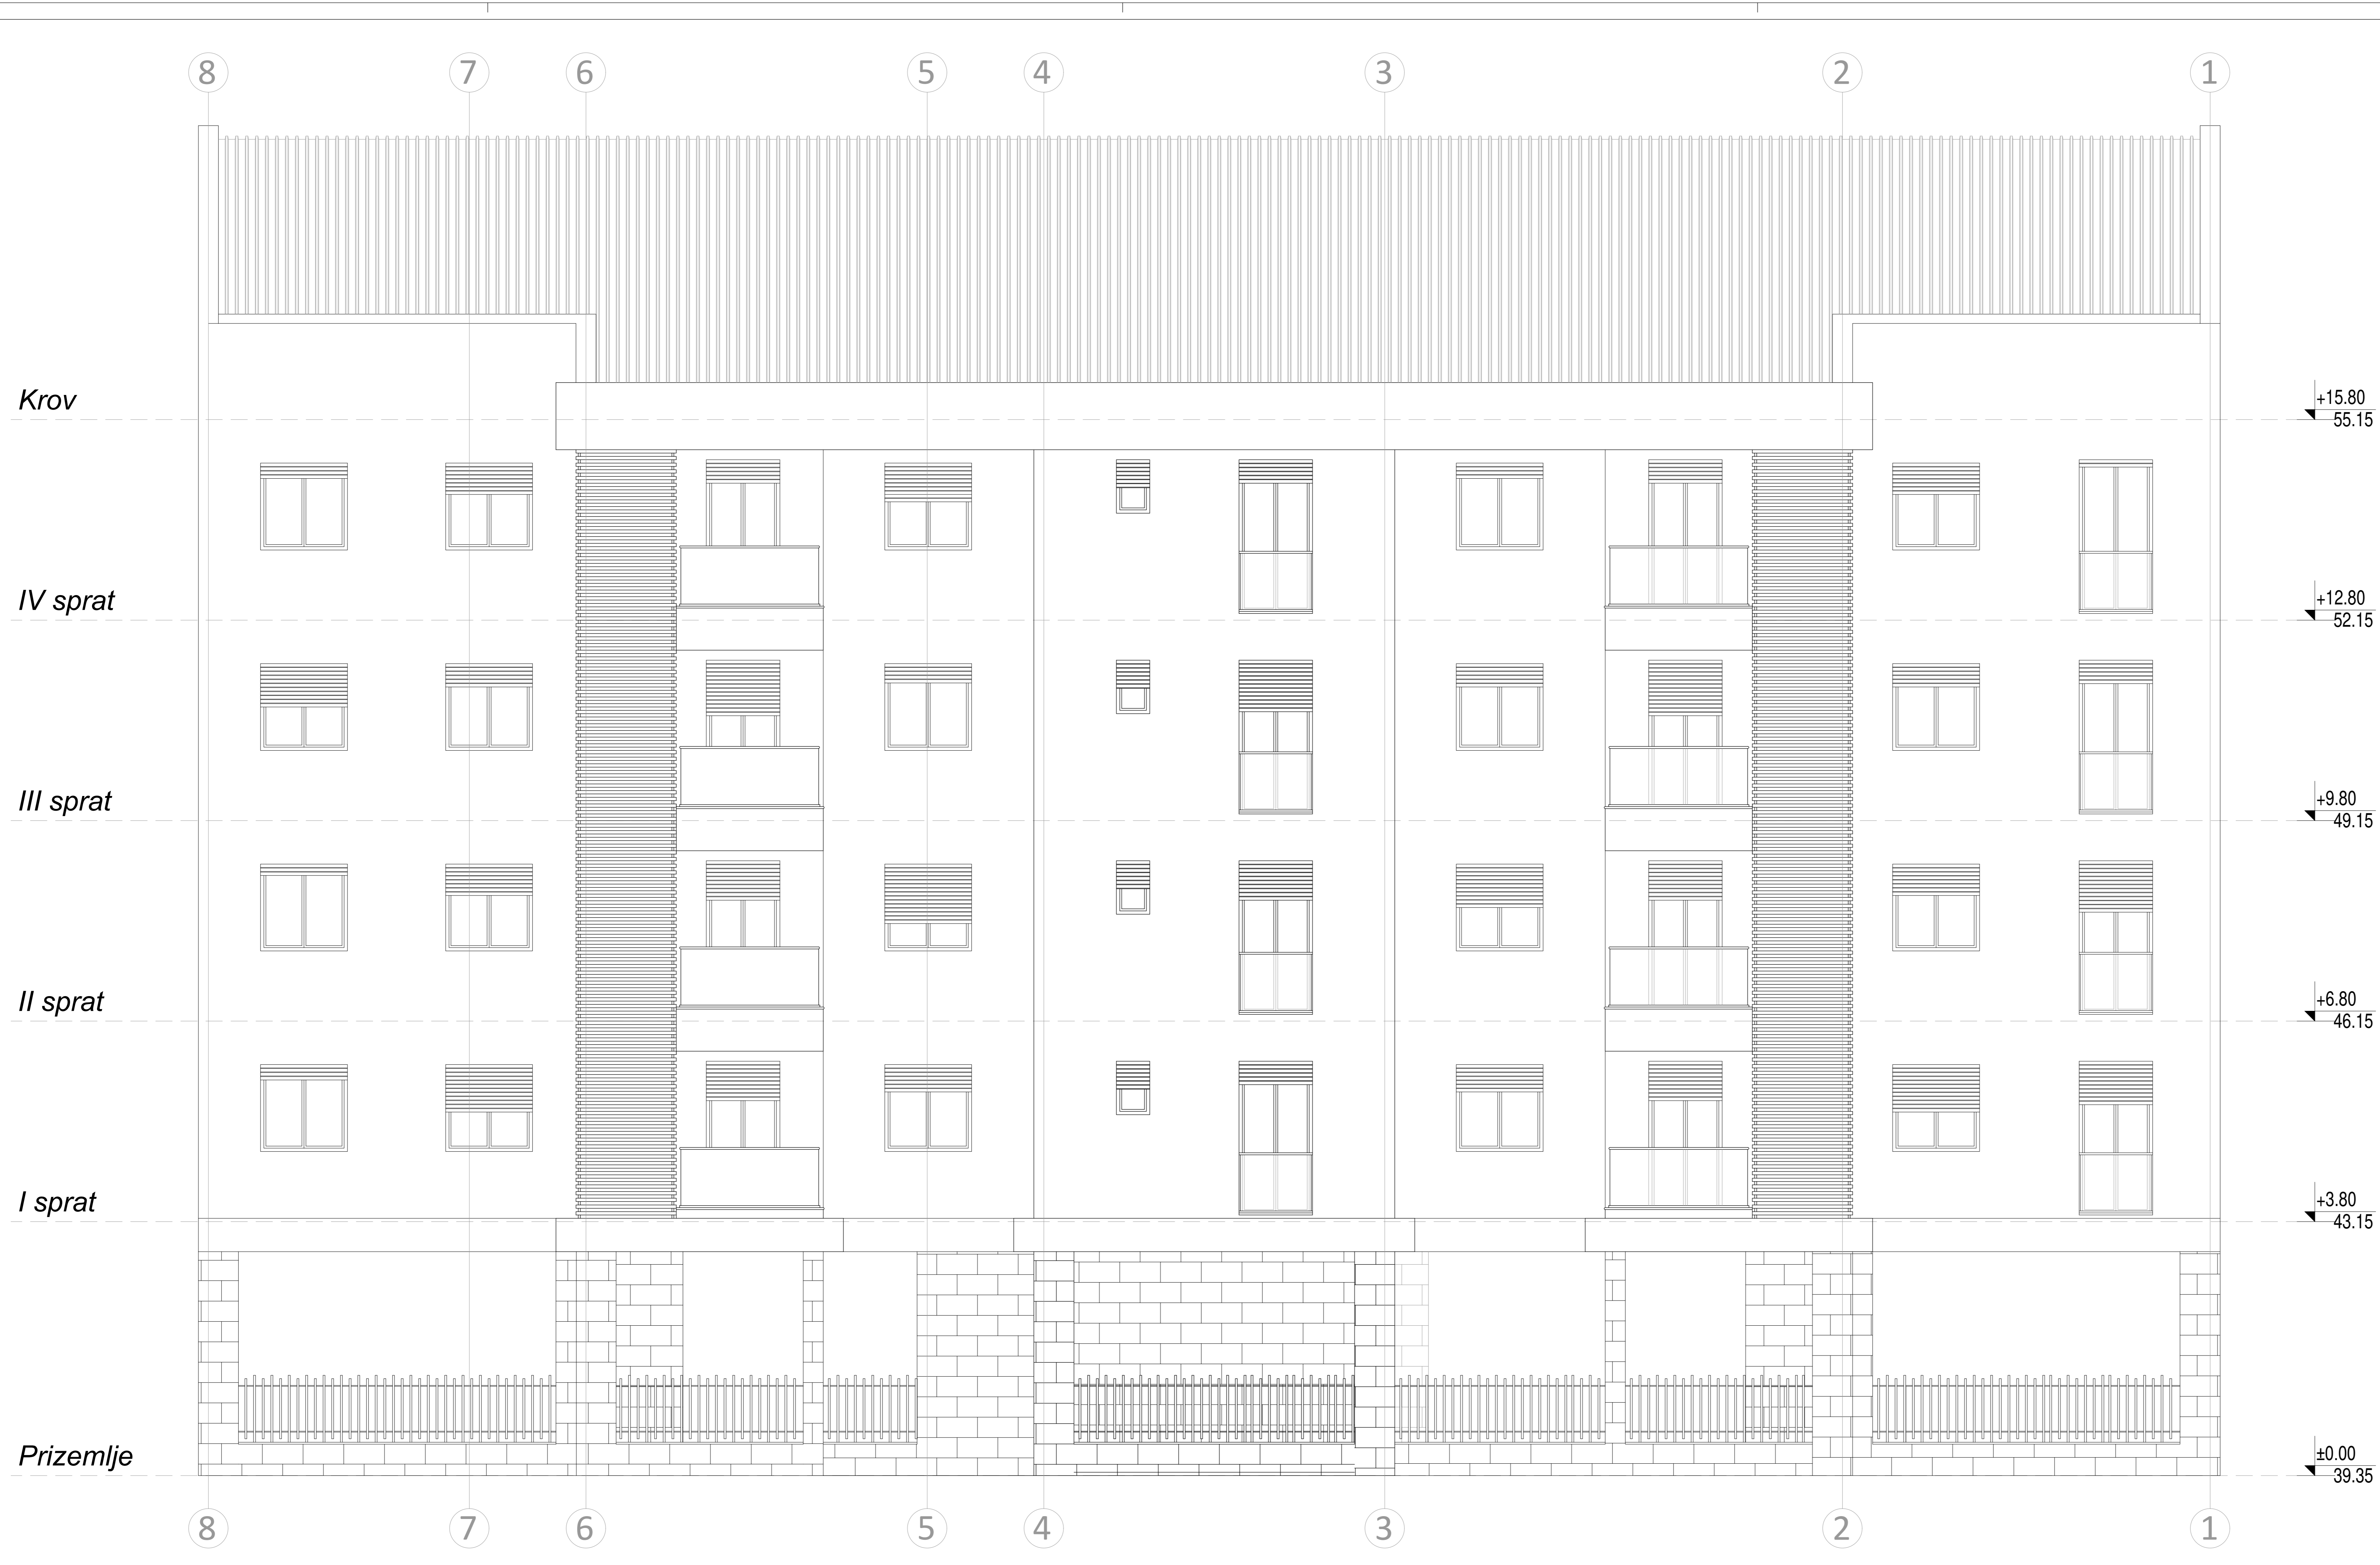 8 7 6 5 4 3 2 1
Krov
+15.80
55.15
IV sprat
+12.80
52.15
III sprat
+9.80
49.15
II sprat
+6.80
46.15
I sprat
+3.80
43.15
Prizemlje
±0.00
39.35
8 7 6 5 4 3 2 1